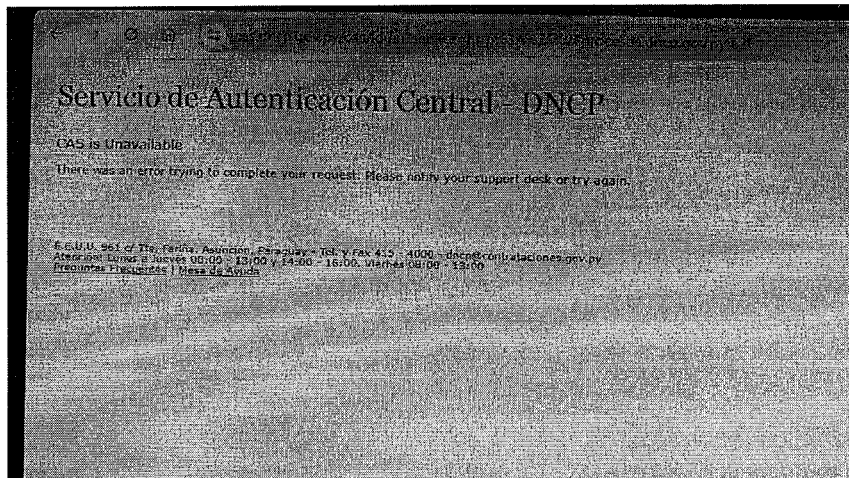 Servicio de Autenticación Central - DNCP
CAS is Unavailable
There was an error trying to complete your request. Please notify your support desk or try again.
E.E.U.U. 961 c/ Tte. Fariña. Asunción, Paraguay - Tel. y Fax 415 - 4000 - dncp@contrataciones.gov.py
Atención: Lunes a Jueves 08:00 - 13:00 y 14:00 - 16:00. Viernes 08:00 - 13:00
Preguntas Frecuentes | Mesa de Ayuda